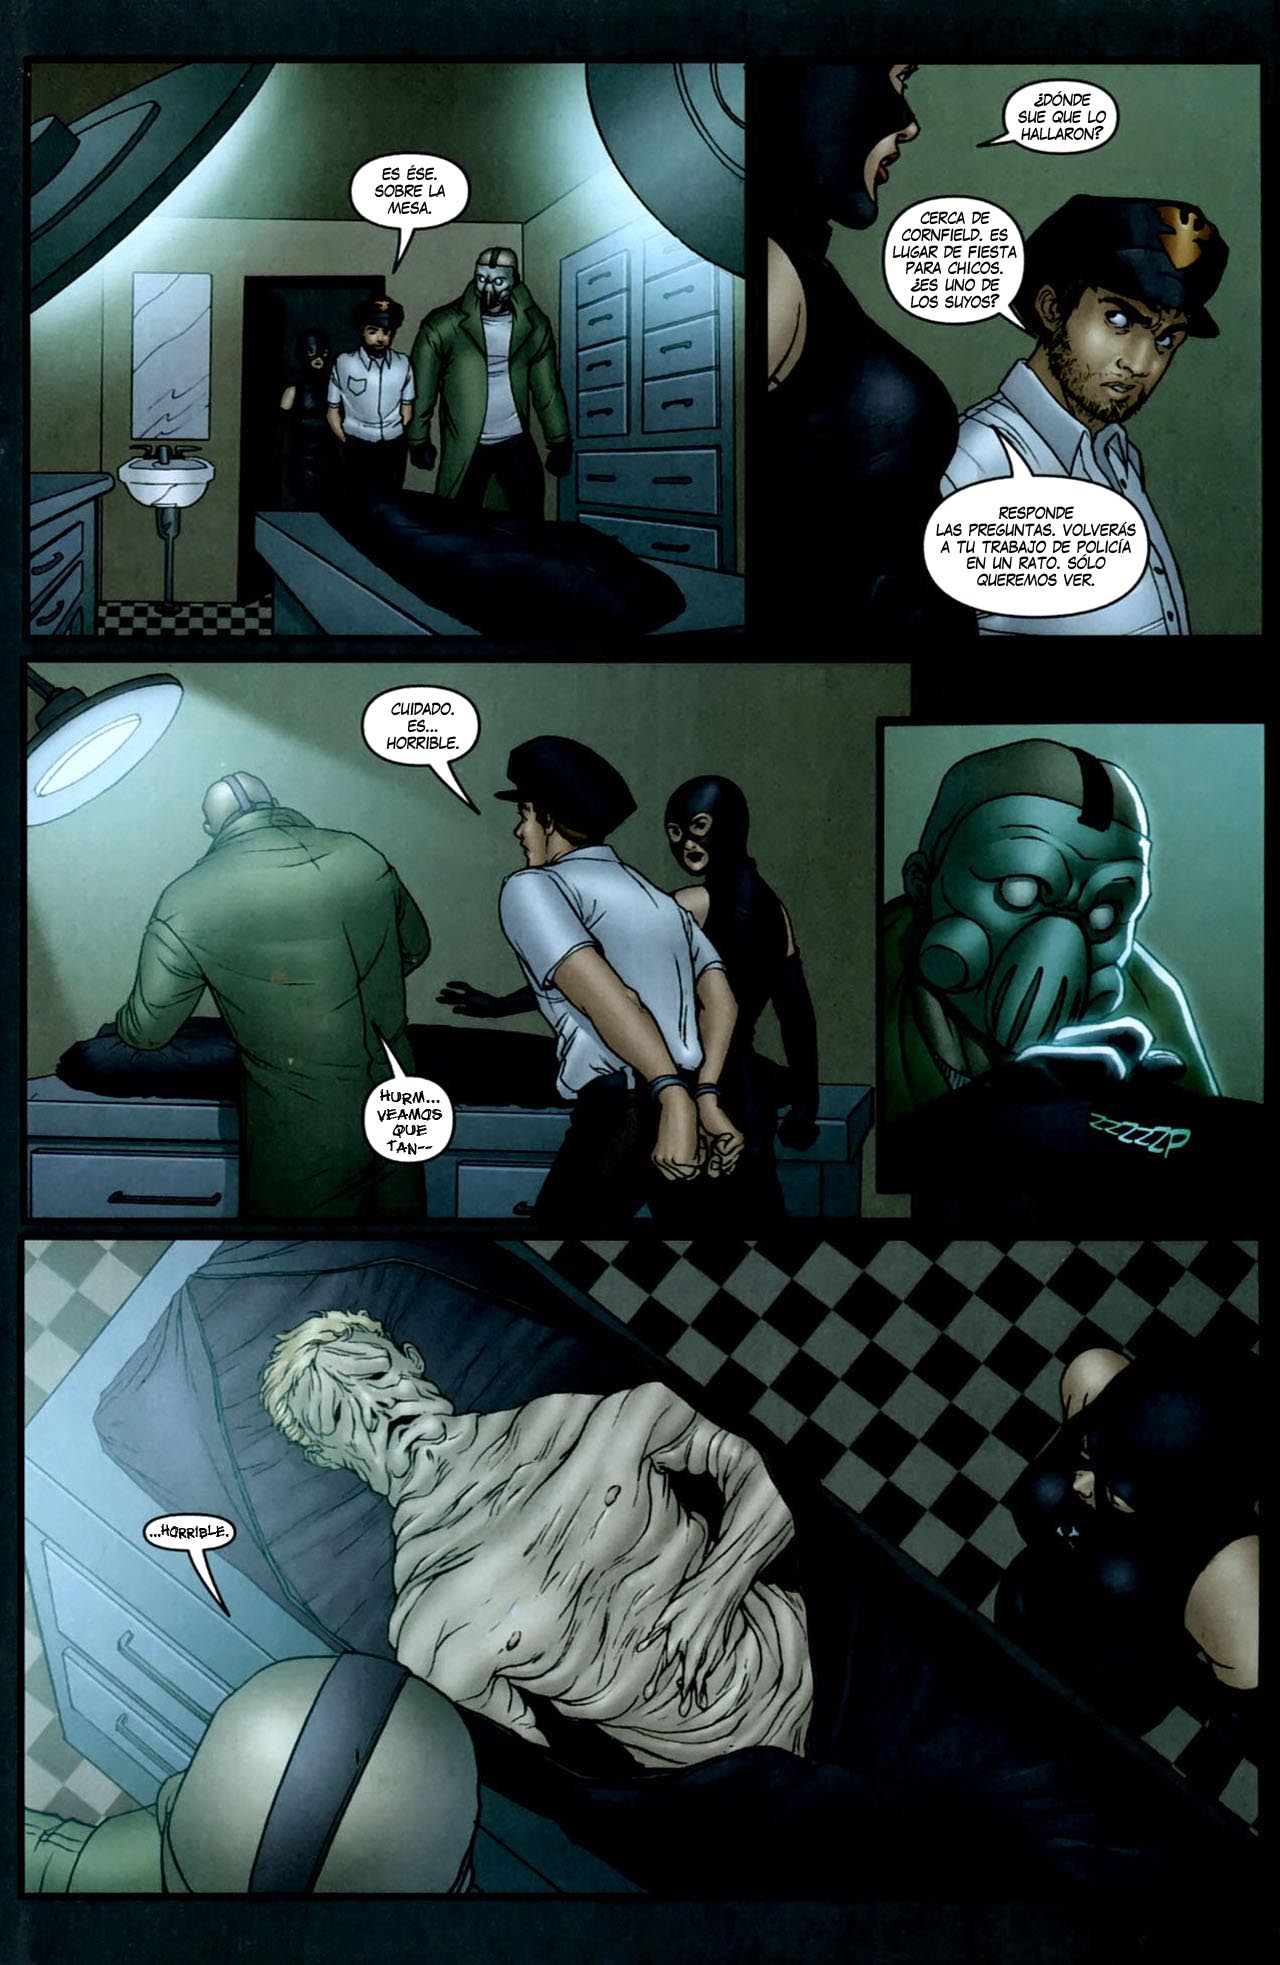 ES ÉSE.
SOBRE LA
MESA.
¿DÓNDE
SUE QUE LO
HALLARON?
CERCA DE
CORNFIELD. ES
LUGAR DE FIESTA
PARA CHICOS.
¿ES UNO DE
LOS SUYOS?
RESPONDE
LAS PREGUNTAS. VOLVERÁS
A TU TRABAJO DE POLICÍA
EN UN RATO. SÓLO
QUEREMOS VER.
CUIDADO.
ES...
HORRIBLE.
HURM...
VEAMOS
QUE
TAN--
ZZZZZZP
...HORRIBLE.